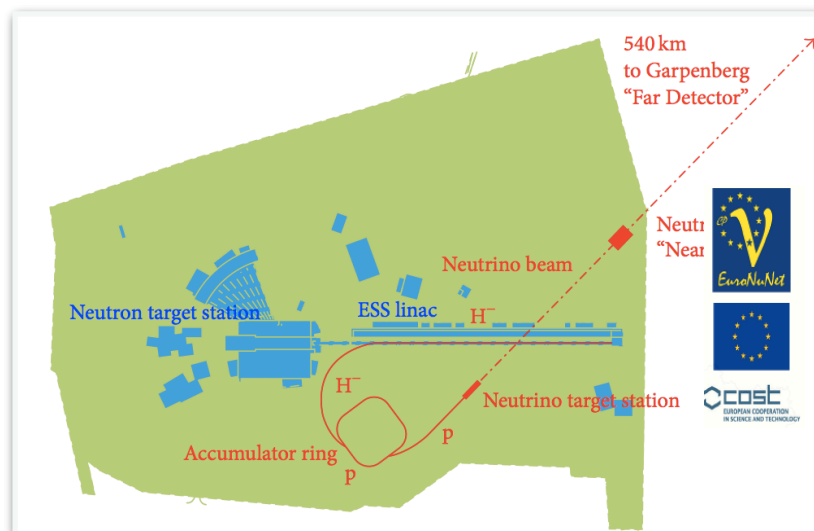 540 km
to Garpenberg
“Far Detector”
“Near
Neutrino beam
EuroNuNet
Neutron target station
ESS linac
H⁻
H⁻
cost
EUROPEAN COOPERATION
IN SCIENCE AND TECHNOLOGY
Neutrino target station
p
Accumulator ring
p